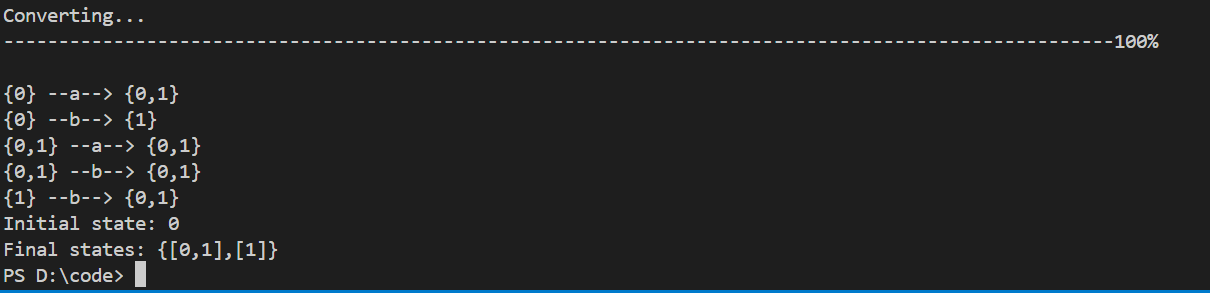 Converting...
-----------------------------------------------------------------------------------------------------100%
{0} --a--> {0,1}
{0} --b--> {1}
{0,1} --a--> {0,1}
{0,1} --b--> {0,1}
{1} --b--> {0,1}
Initial state: 0
Final states: {[0,1],[1]}
PS D:\code>